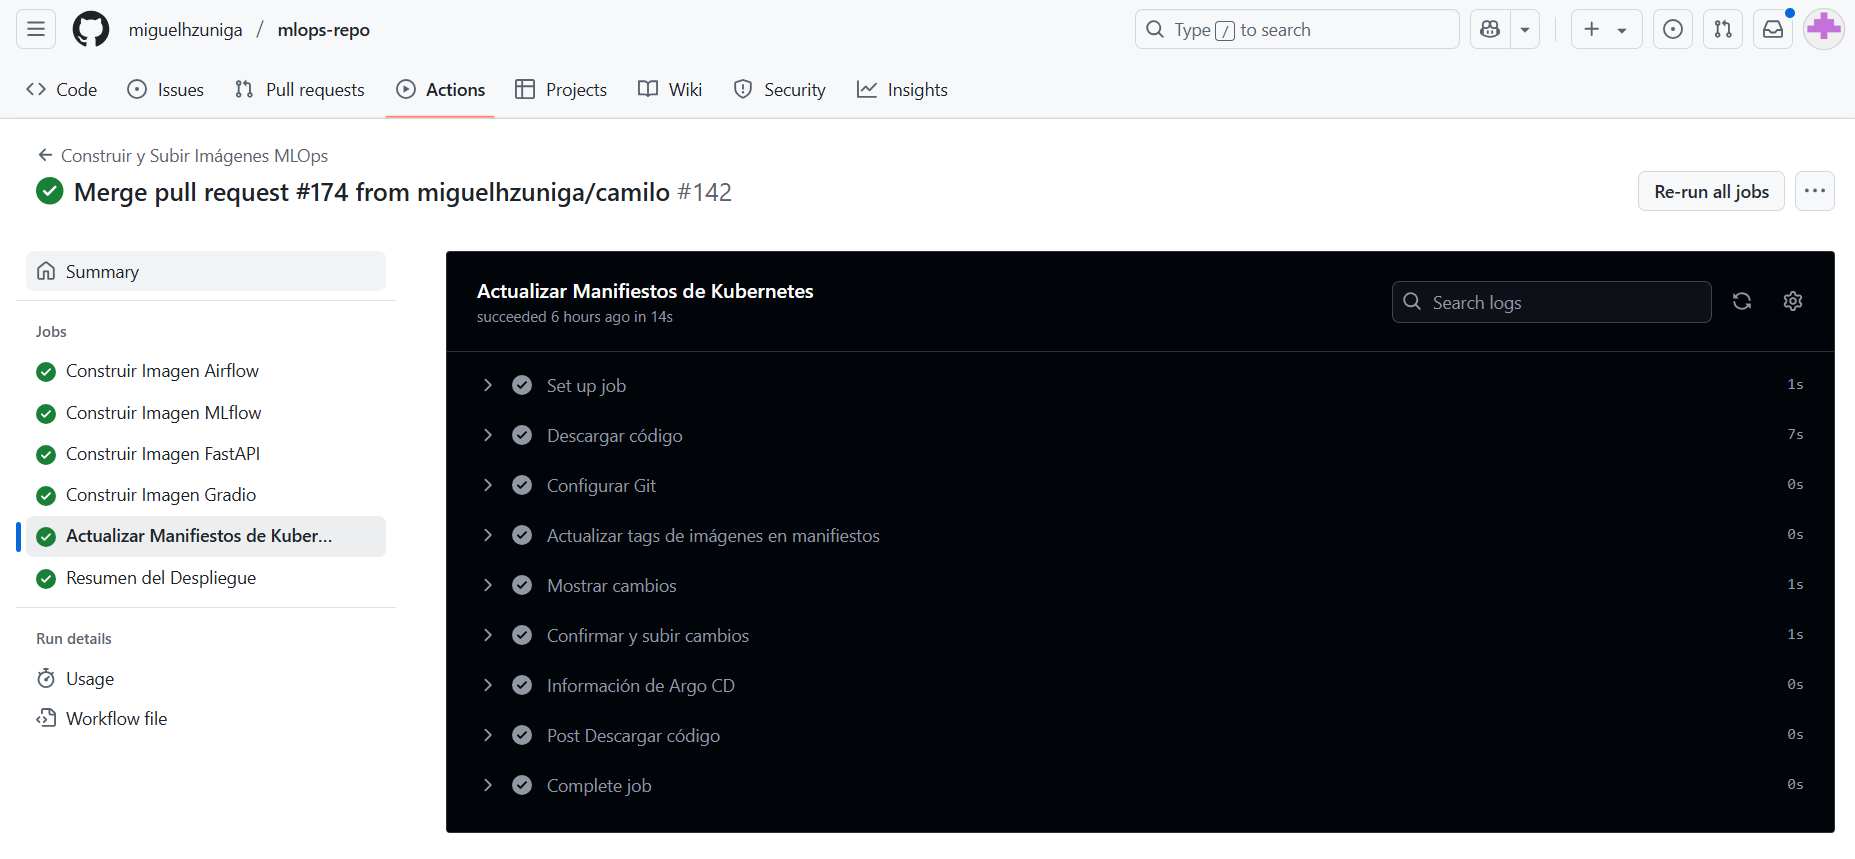 miguelhzuniga / mlops-repo
Type / to search
Code
Issues
Pull requests
Actions
Projects
Wiki
Security
Insights
Construir y Subir Imágenes MLOps
Merge pull request #174 from miguelhzuniga/camilo #142
Re-run all jobs
Summary
Jobs
Construir Imagen Airflow
Construir Imagen MLflow
Construir Imagen FastAPI
Construir Imagen Gradio
Actualizar Manifiestos de Kuber...
Resumen del Despliegue
Run details
Usage
Workflow file
Actualizar Manifiestos de Kubernetes
succeeded 6 hours ago in 14s
Search logs
Set up job 1s
Descargar código 7s
Configurar Git 0s
Actualizar tags de imágenes en manifiestos 0s
Mostrar cambios 1s
Confirmar y subir cambios 1s
Información de Argo CD 0s
Post Descargar código 0s
Complete job 0s